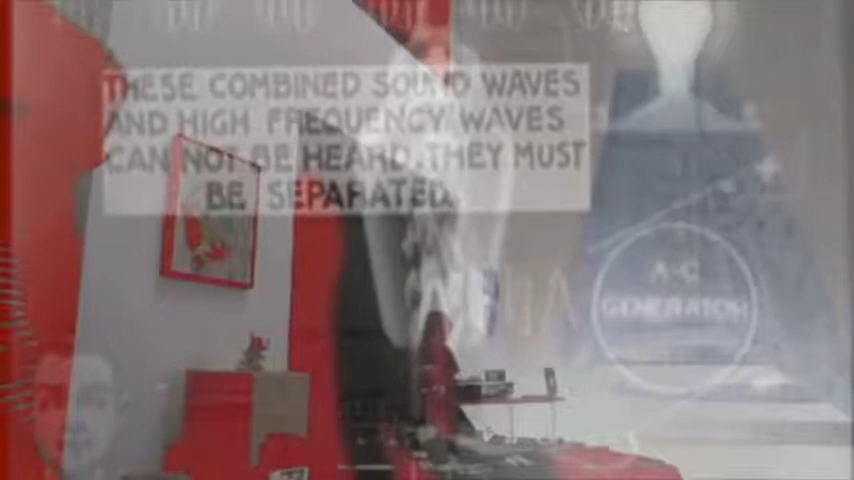 THESE COMBINED SOUND WAVES
AND HIGH FREQUENCY WAVES
CAN NOT BE HEARD. THEY MUST
BE SEPARATED.
A-C
GENERATOR